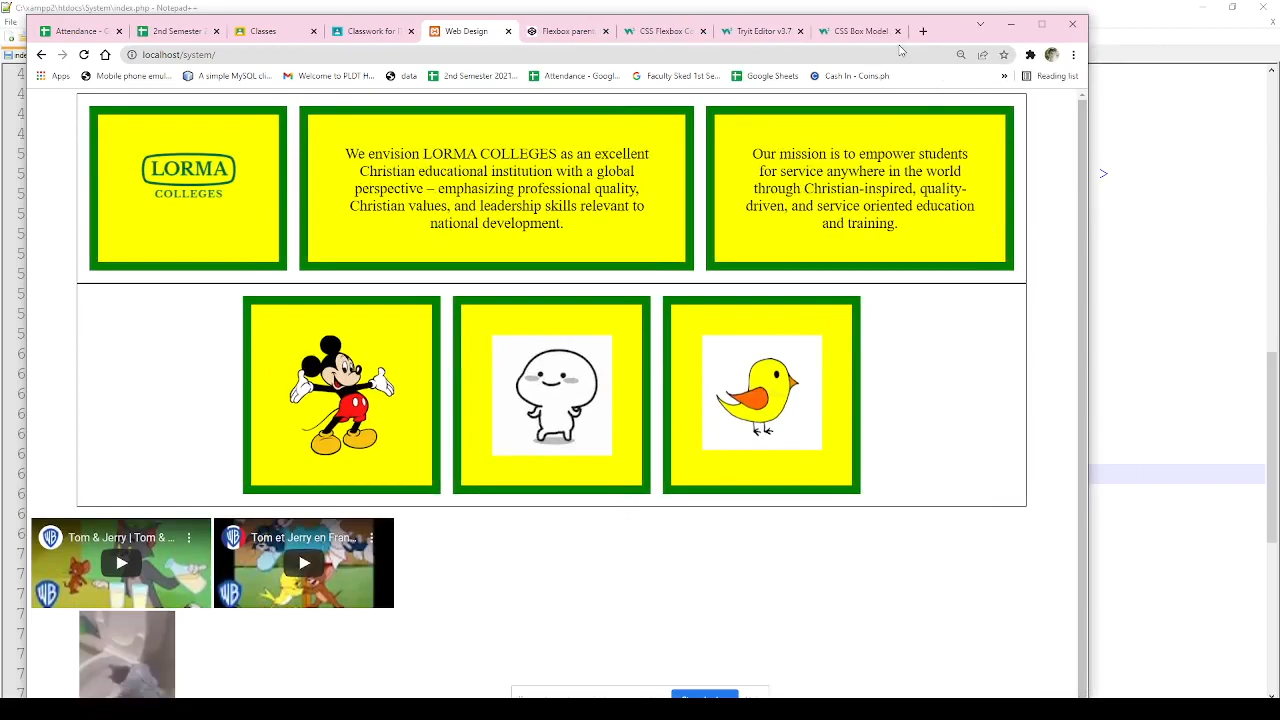 C:\xampp2\htdocs\System\index.php - Notepad++
File
Attendance - G
2nd Semester 2
Classes
Classwork for I
Web Design
Flexbox parent
CSS Flexbox Co
Tryit Editor v3.7
CSS Box Model
localhost/system/
Apps
Mobile phone emul...
A simple MySQL cli...
Welcome to PLDT H...
data
2nd Semester 2021...
Attendance – Googl...
Faculty Sked 1st Se...
Google Sheets
Cash In - Coins.ph
»
Reading list
LORMA
COLLEGES
We envision LORMA COLLEGES as an excellent
Christian educational institution with a global
perspective – emphasizing professional quality,
Christian values, and leadership skills relevant to
national development.
Our mission is to empower students
for service anywhere in the world
through Christian-inspired, quality-
driven, and service oriented education
and training.
>
Tom & Jerry | Tom & ...
Tom et Jerry en Fran...
WB
WB